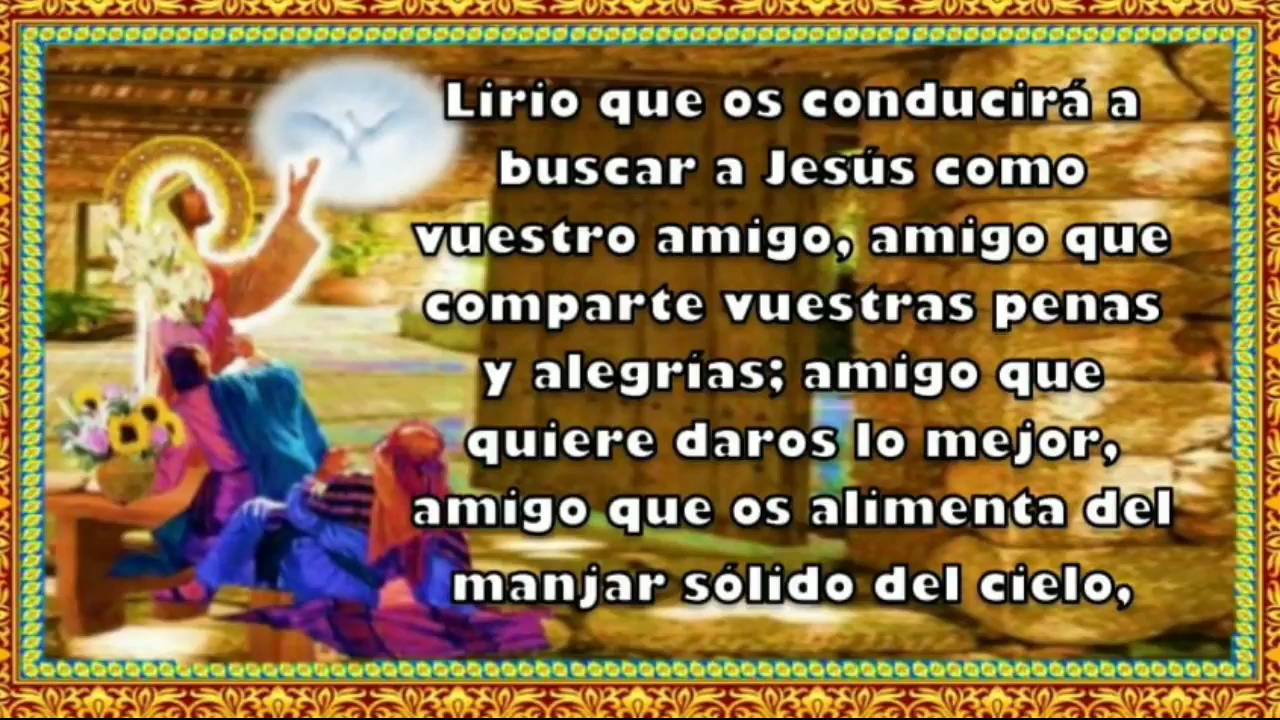 Lirio que os conducirá a
buscar a Jesús como
vuestro amigo, amigo que
comparte vuestras penas
y alegrías; amigo que
quiere daros lo mejor,
amigo que os alimenta del
manjar sólido del cielo,